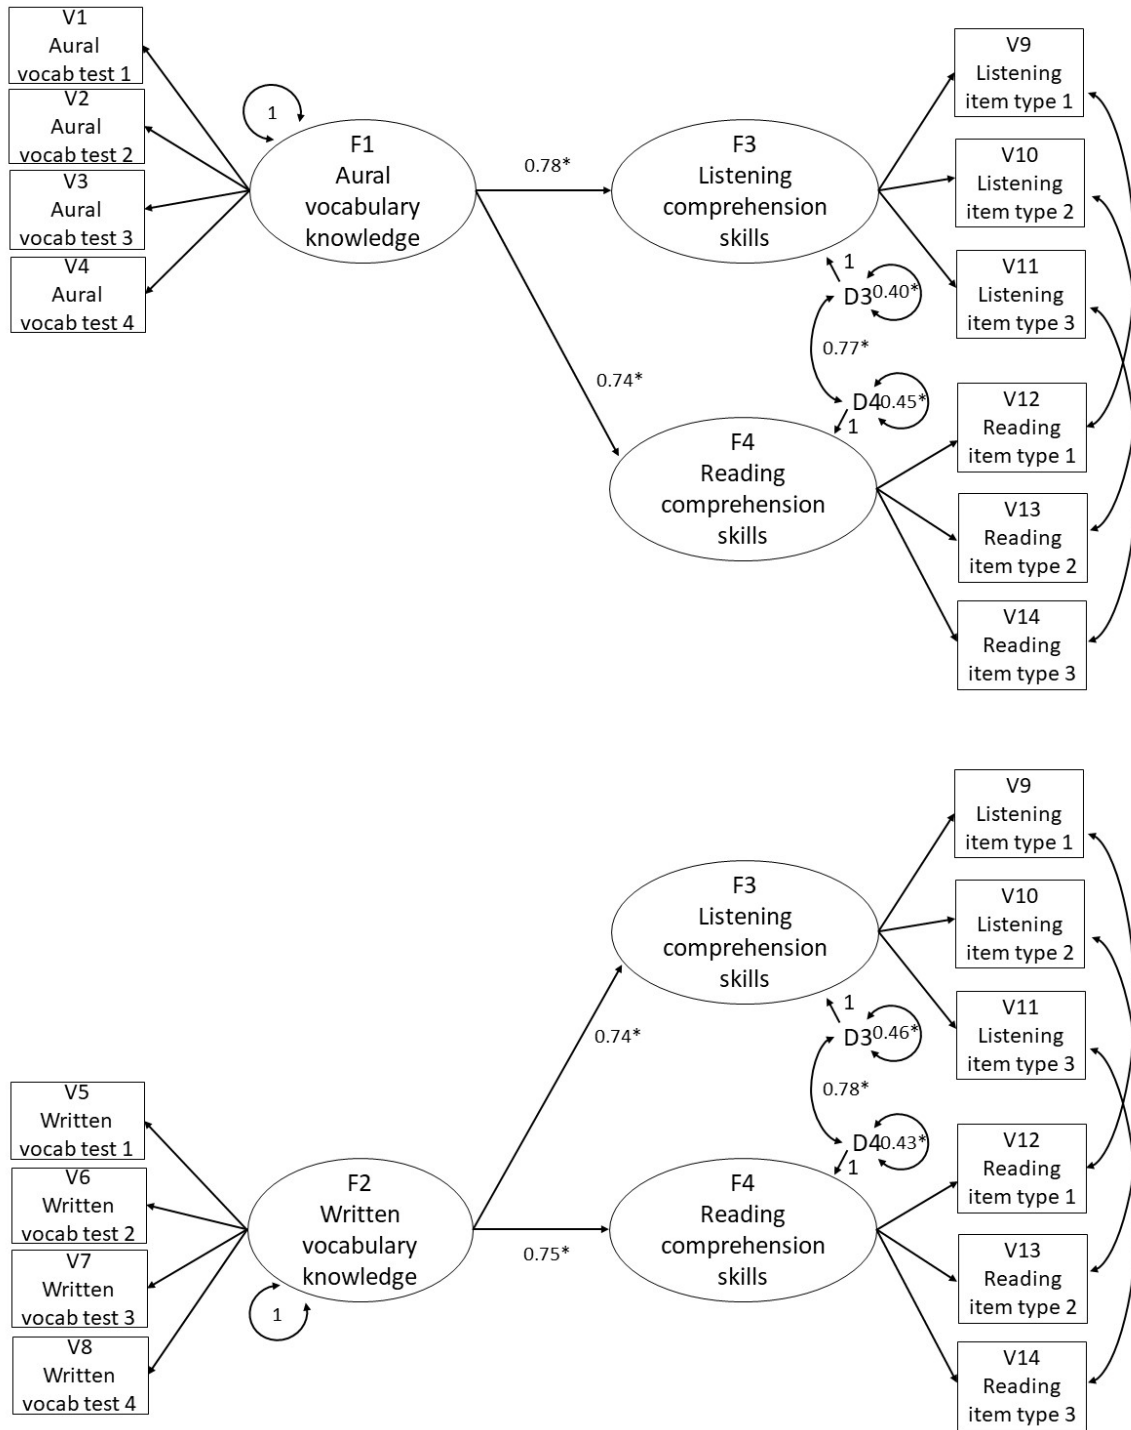 V1
Aural
vocab test 1
V2
Aural
vocab test 2
V3
Aural
vocab test 3
V4
Aural
vocab test 4
1
F1
Aural
vocabulary
knowledge
0.78*
0.74*
F3
Listening
comprehension
skills
1
D3 0.40*
0.77*
D4 0.45*
1
F4
Reading
comprehension
skills
V9
Listening
item type 1
V10
Listening
item type 2
V11
Listening
item type 3
V12
Reading
item type 1
V13
Reading
item type 2
V14
Reading
item type 3
V5
Written
vocab test 1
V6
Written
vocab test 2
V7
Written
vocab test 3
V8
Written
vocab test 4
F2
Written
vocabulary
knowledge
1
0.74*
0.75*
F3
Listening
comprehension
skills
1
D3 0.46*
0.78*
D4 0.43*
1
F4
Reading
comprehension
skills
V9
Listening
item type 1
V10
Listening
item type 2
V11
Listening
item type 3
V12
Reading
item type 1
V13
Reading
item type 2
V14
Reading
item type 3